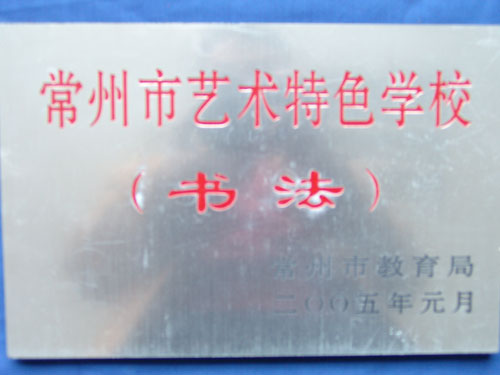 常州市艺术特色学校
（书法）
常州市教育局
二〇〇五年元月